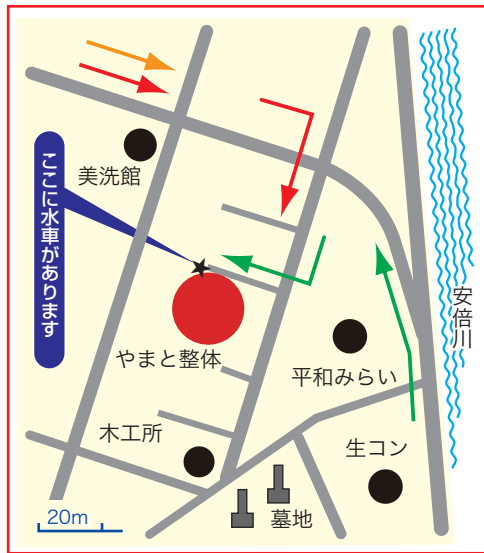 美洗館
ここに水車があります
安倍川
やまと整体
平和みらい
木工所
生コン
墓地
20m